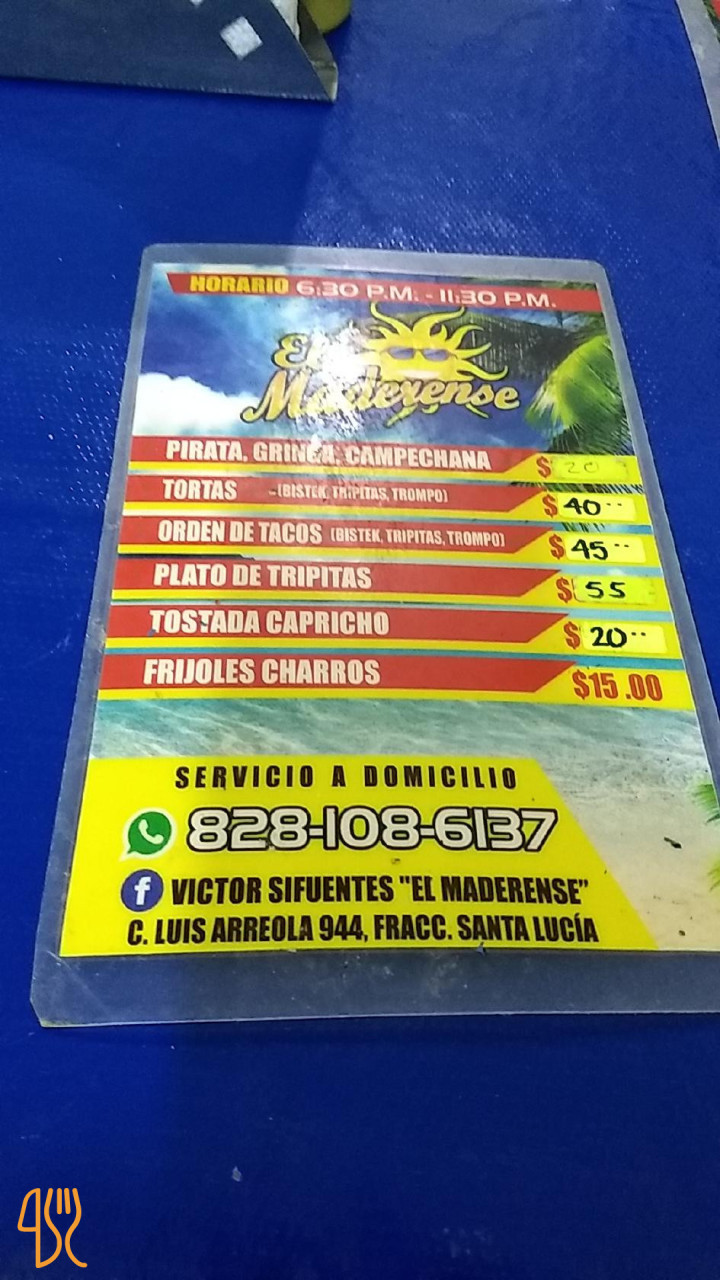 HORARIO 6:30 P.M. - 11:30 P.M.
El
Maderense
PIRATA, GRINGA, CAMPECHANA $ 20
TORTAS -(BISTEK, TRIPITAS, TROMPO) $ 40..
ORDEN DE TACOS (BISTEK, TRIPITAS, TROMPO) $ 45..
PLATO DE TRIPITAS $ 55
TOSTADA CAPRICHO $ 20..
FRIJOLES CHARROS $15.00
SERVICIO A DOMICILIO
828-108-6137
f VICTOR SIFUENTES "EL MADERENSE"
C. LUIS ARREOLA 944, FRACC. SANTA LUCÍA